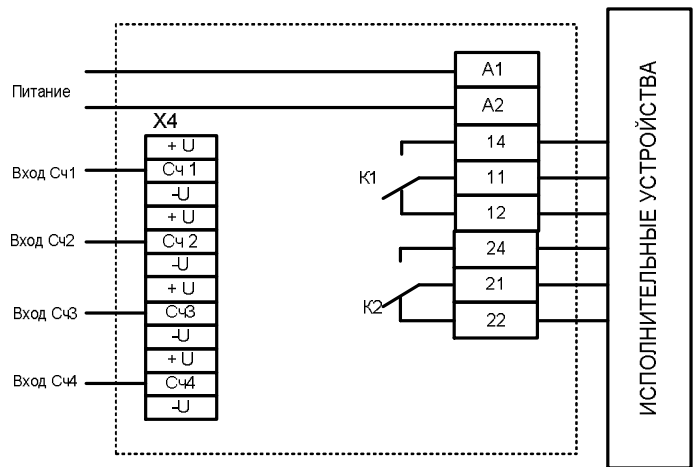 Питание
X4
+ U
Вход Сч1
Сч 1
-U
+ U
Вход Сч2
Сч 2
-U
+ U
Вход Сч3
Сч3
-U
+ U
Вход Сч4
Сч4
-U
A1
A2
14
K1
11
12
24
21
K2
22
ИСПОЛНИТЕЛЬНЫЕ УСТРОЙСТВА